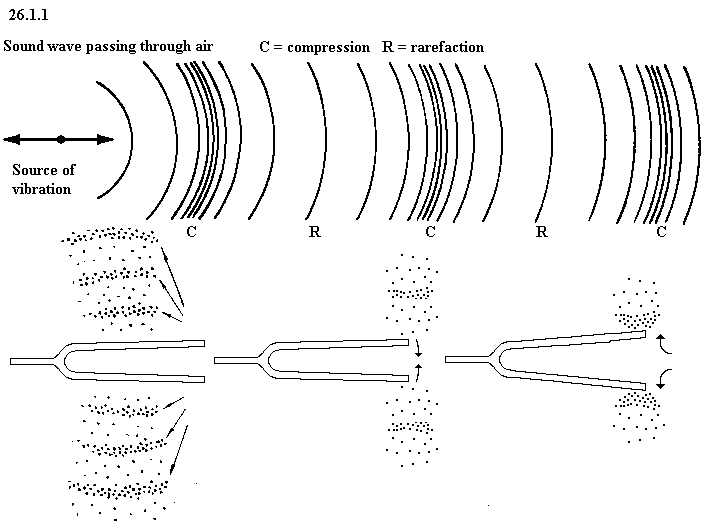 26.1.1
Sound wave passing through air C = compression R = rarefaction
Source of
vibration
C R C R C